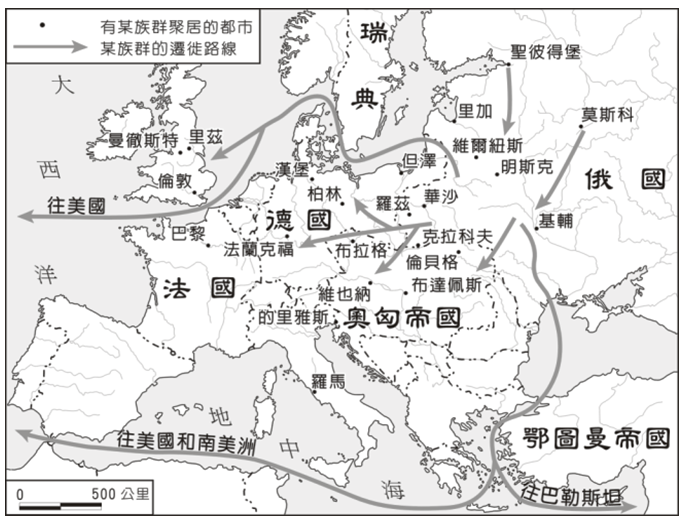 有某族群聚居的都市
某族群的遷徙路線
瑞
典
大
西
洋
聖彼得堡
里加
莫斯科
曼徹斯特
里茲
維爾紐斯
明斯克
俄國
倫敦
漢堡
但澤
柏林
羅茲
華沙
往美國
德國
基輔
巴黎
法蘭克福
布拉格
克拉科夫
倫貝格
法國
維也納
布達佩斯
的里雅斯
奧匈帝國
羅馬
地
中
海
往美國和南美洲
鄂圖曼帝國
往巴勒斯坦
0 500公里